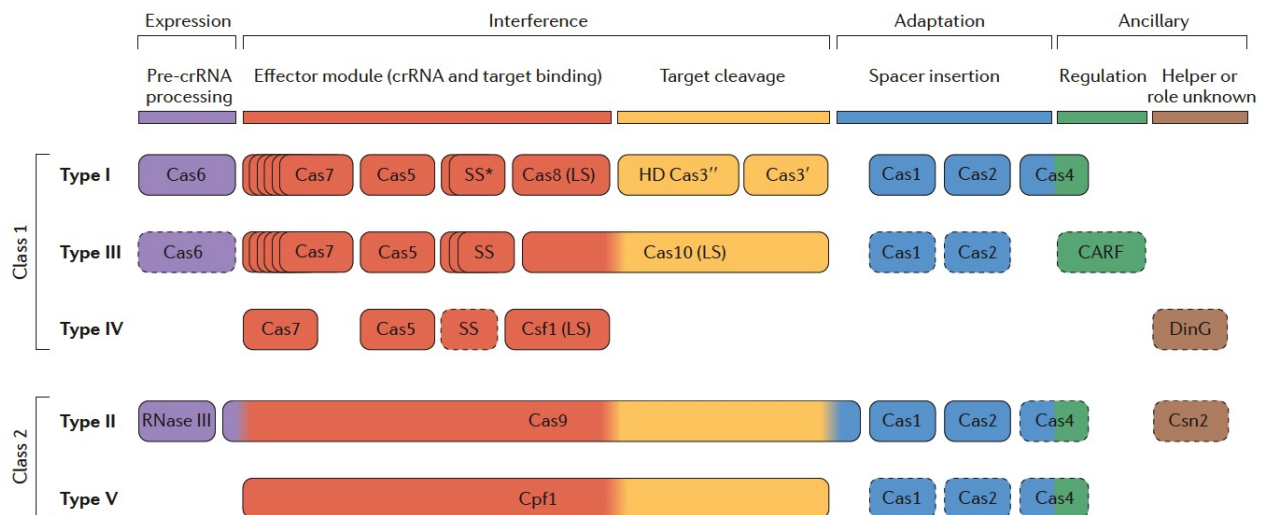 Expression Interference Adaptation Ancillary
Pre-crRNA processing Effector module (crRNA and target binding) Target cleavage Spacer insertion Regulation Helper or role unknown
Class 1
Type I Cas6 Cas7 Cas5 SS* Cas8 (LS) HD Cas3′′ Cas3′ Cas1 Cas2 Cas4
Type III Cas6 Cas7 Cas5 SS Cas10 (LS) Cas1 Cas2 CARF
Type IV Cas7 Cas5 SS Csf1 (LS) DinG
Class 2
Type II RNase III Cas9 Cas1 Cas2 Cas4 Csn2
Type V Cpf1 Cas1 Cas2 Cas4